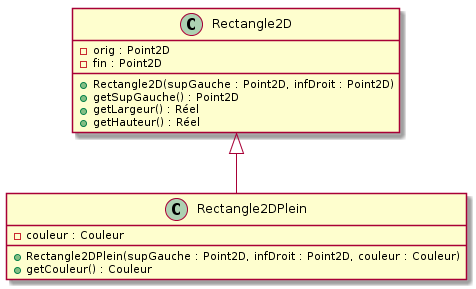 C Rectangle2D
orig : Point2D
fin : Point2D
Rectangle2D(supGauche : Point2D, infDroit : Point2D)
getSupGauche() : Point2D
getLargeur() : Réel
getHauteur() : Réel
C Rectangle2DPlein
couleur : Couleur
Rectangle2DPlein(supGauche : Point2D, infDroit : Point2D, couleur : Couleur)
getCouleur() : Couleur